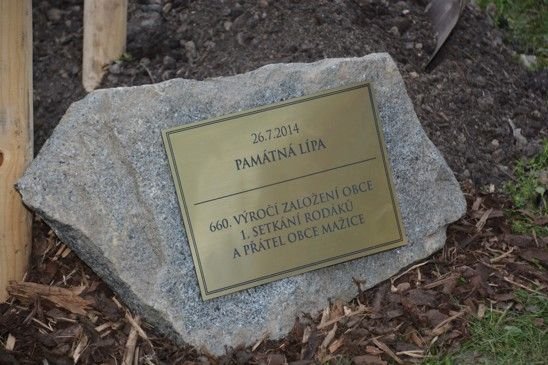 26.7.2014
PAMÁTNÁ LÍPA
660. VÝROČÍ ZALOŽENÍ OBCE
1. SETKÁNÍ RODÁKŮ
A PŘÁTEL OBCE MAŽICE